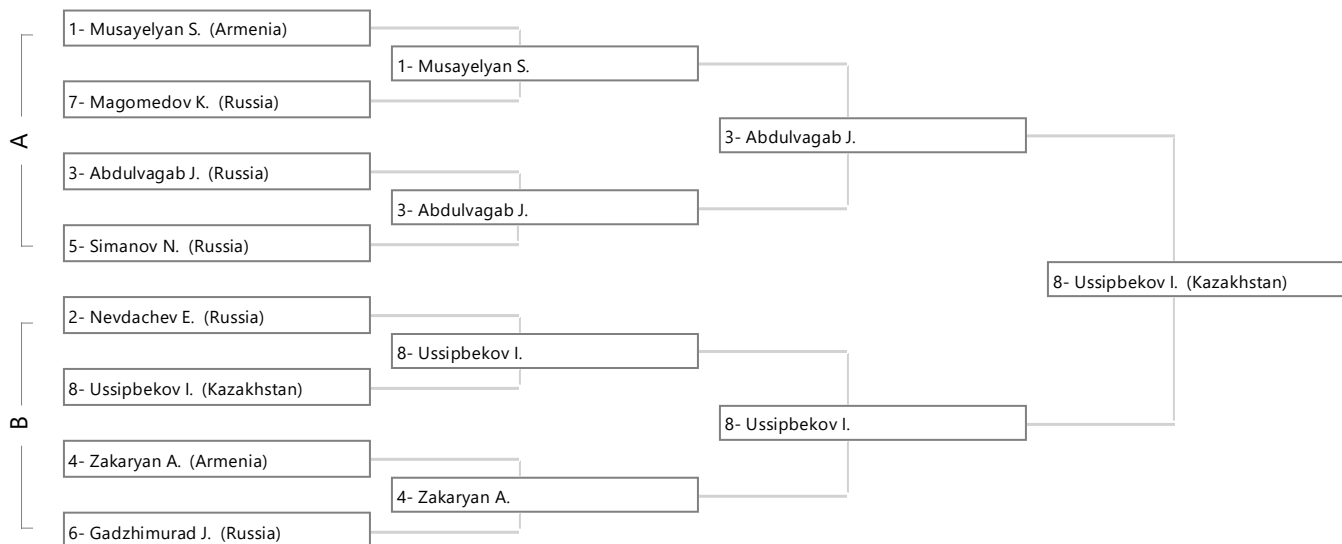 1- Musayelyan S. (Armenia)
1- Musayelyan S.
7- Magomedov K. (Russia)
A
3- Abdulvagab J.
3- Abdulvagab J. (Russia)
3- Abdulvagab J.
5- Simanov N. (Russia)
8- Ussipbekov I. (Kazakhstan)
2- Nevdachev E. (Russia)
8- Ussipbekov I.
8- Ussipbekov I. (Kazakhstan)
B
8- Ussipbekov I.
4- Zakaryan A. (Armenia)
4- Zakaryan A.
6- Gadzhimurad J. (Russia)